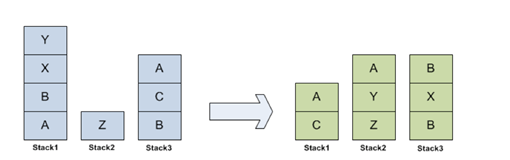 Y
X A A B
B C A Y X
A Z B C Z B
Stack1 Stack2 Stack3 Stack1 Stack2 Stack3